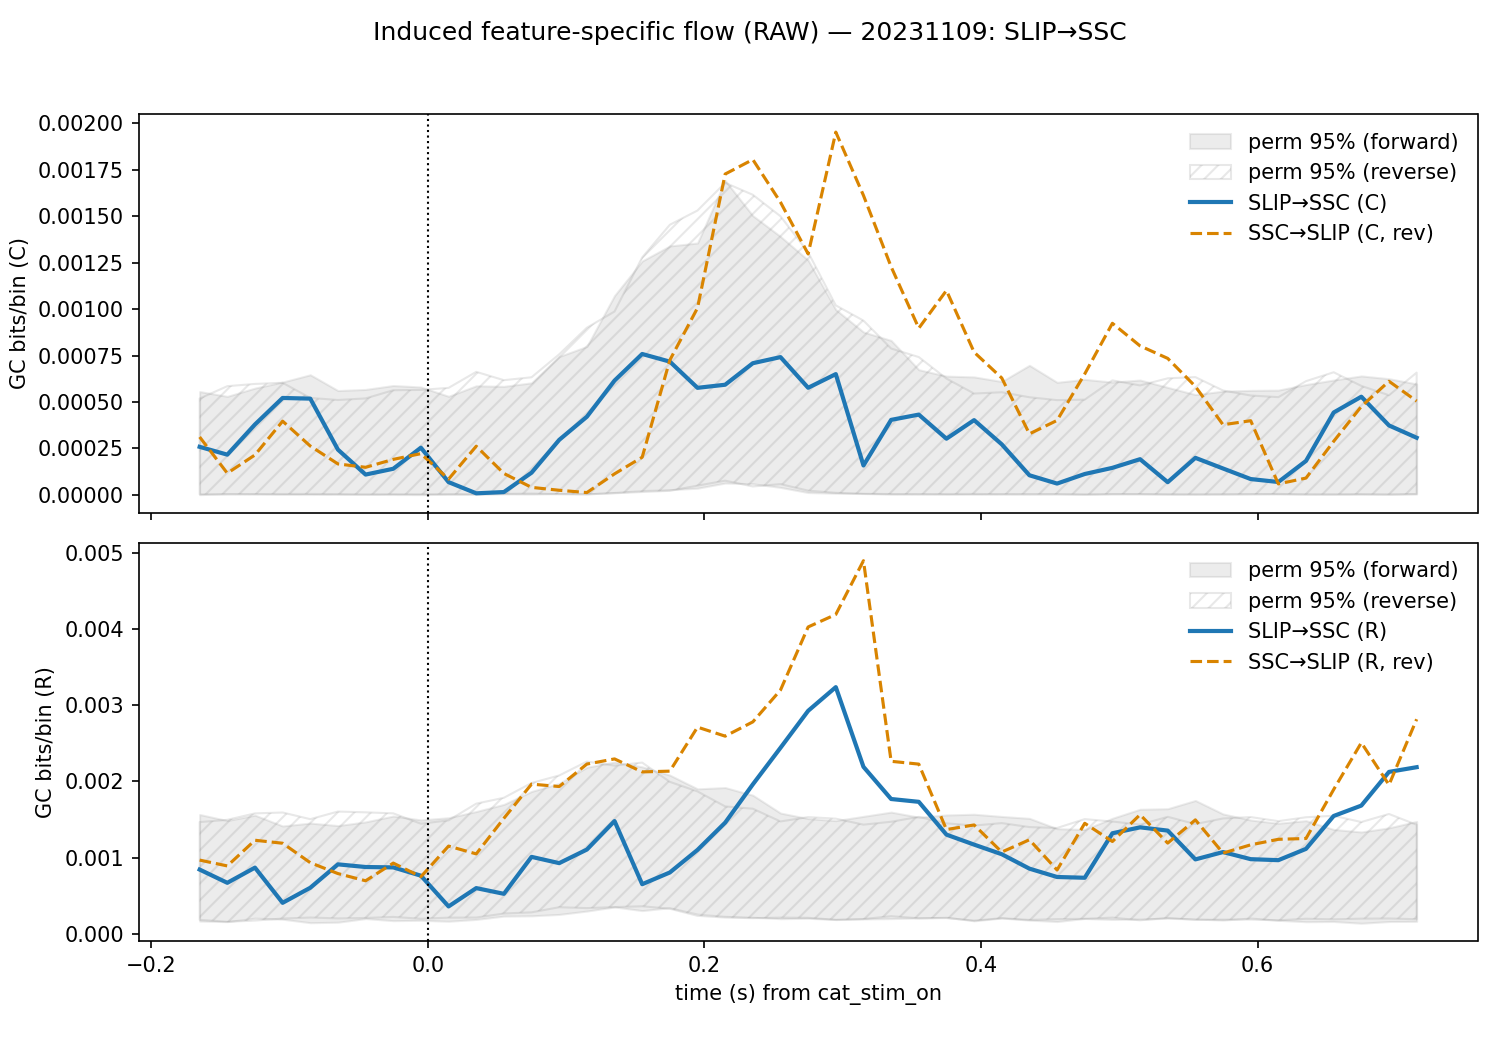 Induced feature-specific flow (RAW) — 20231109: SLIP→SSC
GC bits/bin (C)
0.00200
0.00175
0.00150
0.00125
0.00100
0.00075
0.00050
0.00025
0.00000
perm 95% (forward)
perm 95% (reverse)
SLIP→SSC (C)
SSC→SLIP (C, rev)
GC bits/bin (R)
0.005
0.004
0.003
0.002
0.001
0.000
perm 95% (forward)
perm 95% (reverse)
SLIP→SSC (R)
SSC→SLIP (R, rev)
−0.2 0.0 0.2 0.4 0.6
time (s) from cat_stim_on